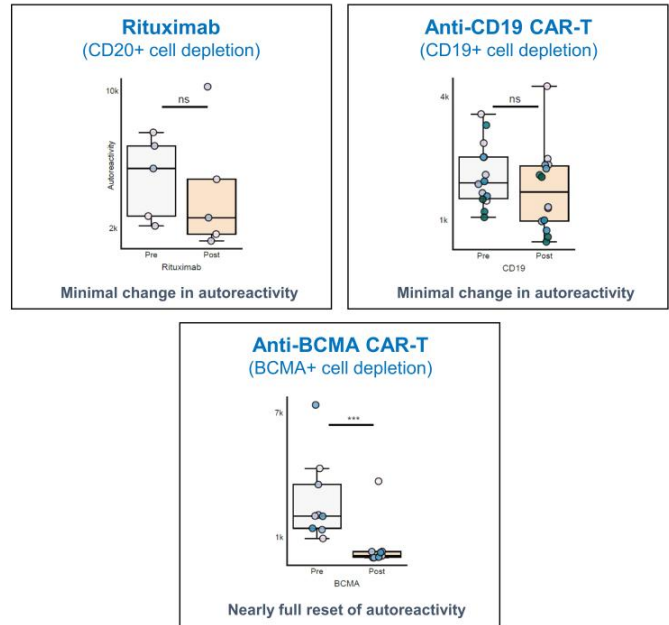 Rituximab
(CD20+ cell depletion)
10k
ns
Autoreactivity
2k
Pre
Post
Rituximab
Minimal change in autoreactivity
Anti-CD19 CAR-T
(CD19+ cell depletion)
4k
ns
1k
Pre
Post
CD19
Minimal change in autoreactivity
Anti-BCMA CAR-T
(BCMA+ cell depletion)
7k
***
1k
Pre
Post
BCMA
Nearly full reset of autoreactivity